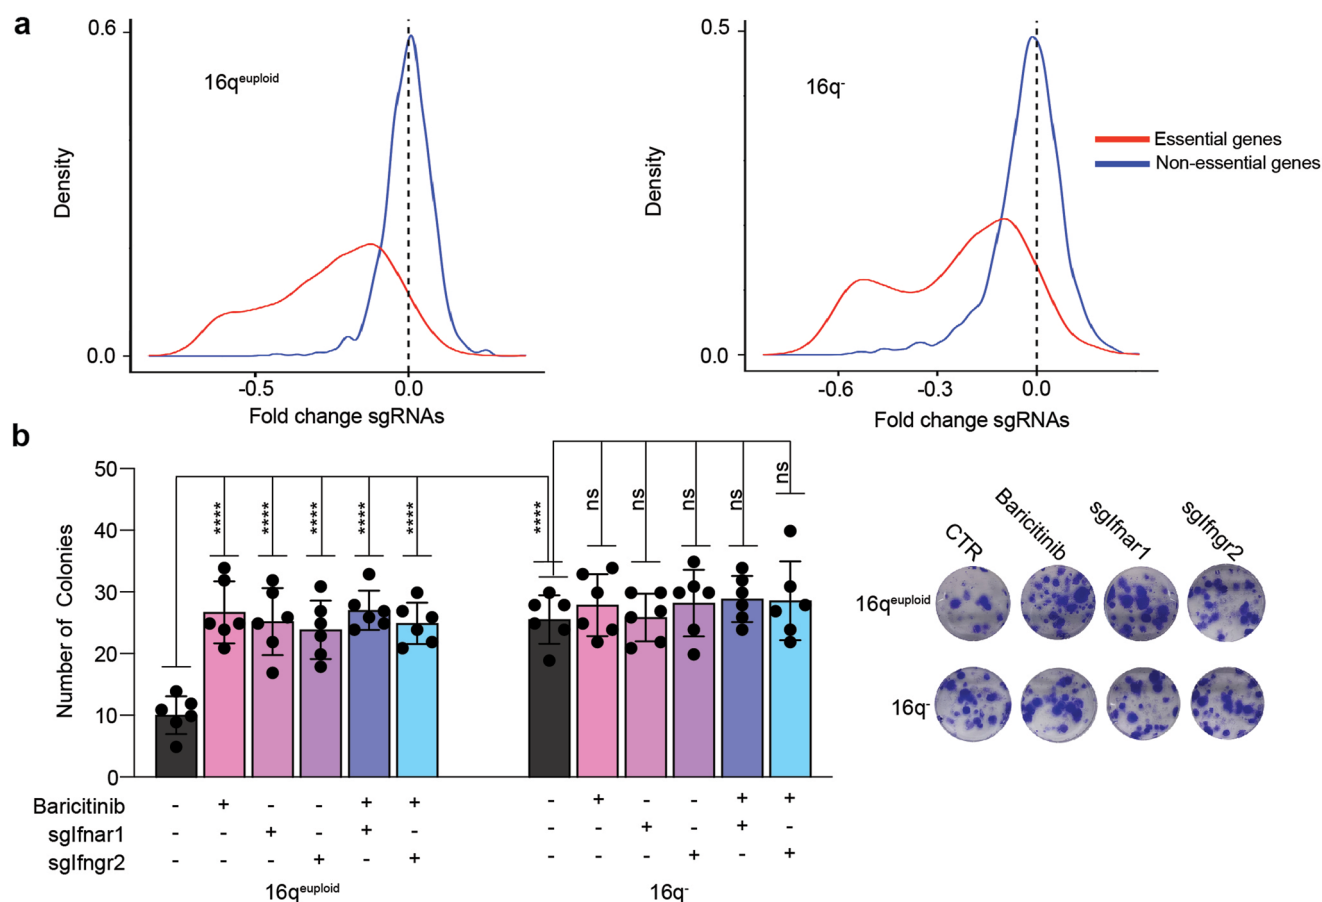 a
0.6
0.0
Density
16q^euploid
-0.5
0.0
Fold change sgRNAs
0.5
0.0
Density
16q^-
-0.6
-0.3
0.0
Fold change sgRNAs
Essential genes
Non-essential genes
b
Number of Colonies
50
40
30
20
10
0
**** **** **** **** **** ****
ns ns ns ns ns
Baricitinib - + - - + + - + - - + +
sgIfnar1 - - + - + - - - + - + -
sgIfngr2 - - - + - + - - - + - +
16q^euploid
16q^-
CTR
Baricitinib
sgIfnar1
sgIfngr2
16q^euploid
16q^-